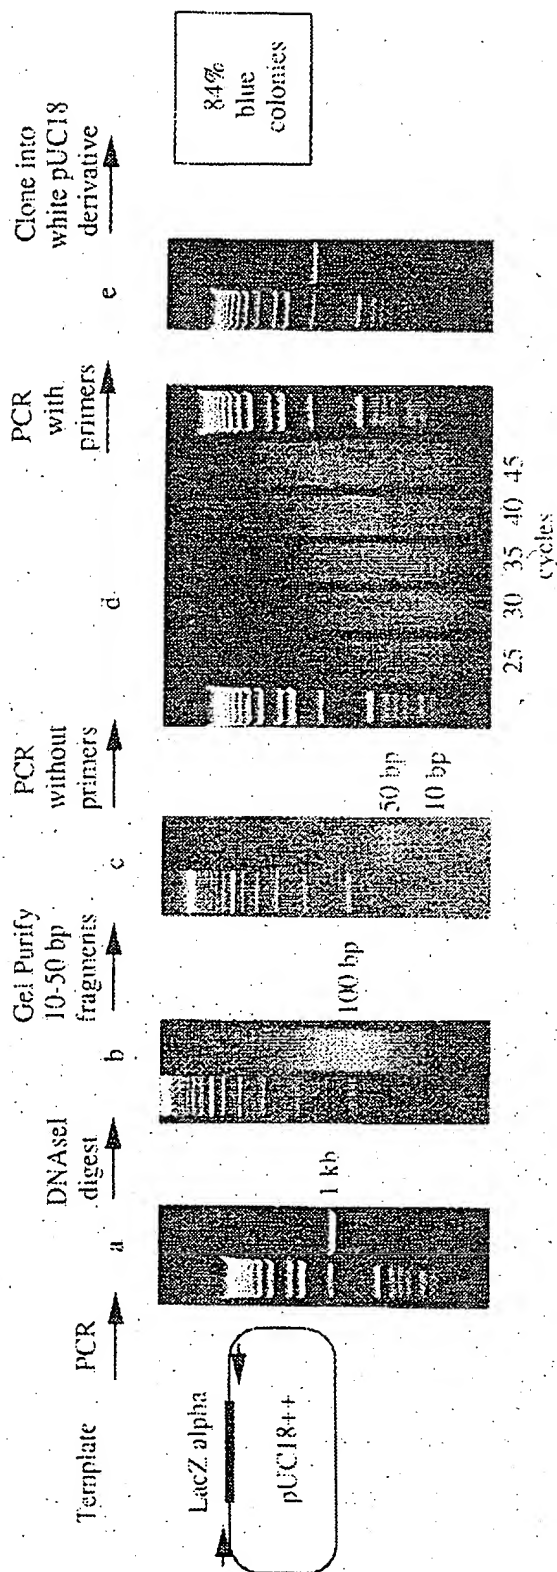 Template
PCR
DNAseI
digest
Gel Purify
10-50 bp
fragments
PCR
without
primers
PCR
with
primers
Clone into
white pUC18
derivative
a
b
c
d
e
LacZ alpha
pUC18++
1 kb
100 bp
50 bp
10 bp
25 30 35 40 45
cycles
84%
blue
colonies